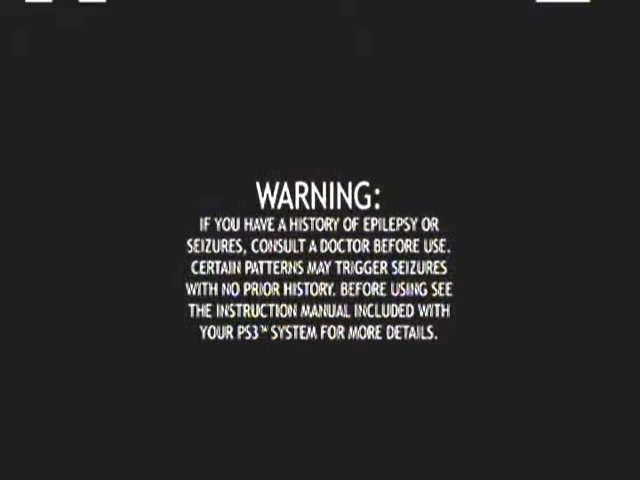 WARNING:
IF YOU HAVE A HISTORY OF EPILEPSY OR
SEIZURES, CONSULT A DOCTOR BEFORE USE.
CERTAIN PATTERNS MAY TRIGGER SEIZURES
WITH NO PRIOR HISTORY. BEFORE USING SEE
THE INSTRUCTION MANUAL INCLUDED WITH
YOUR PS3™ SYSTEM FOR MORE DETAILS.